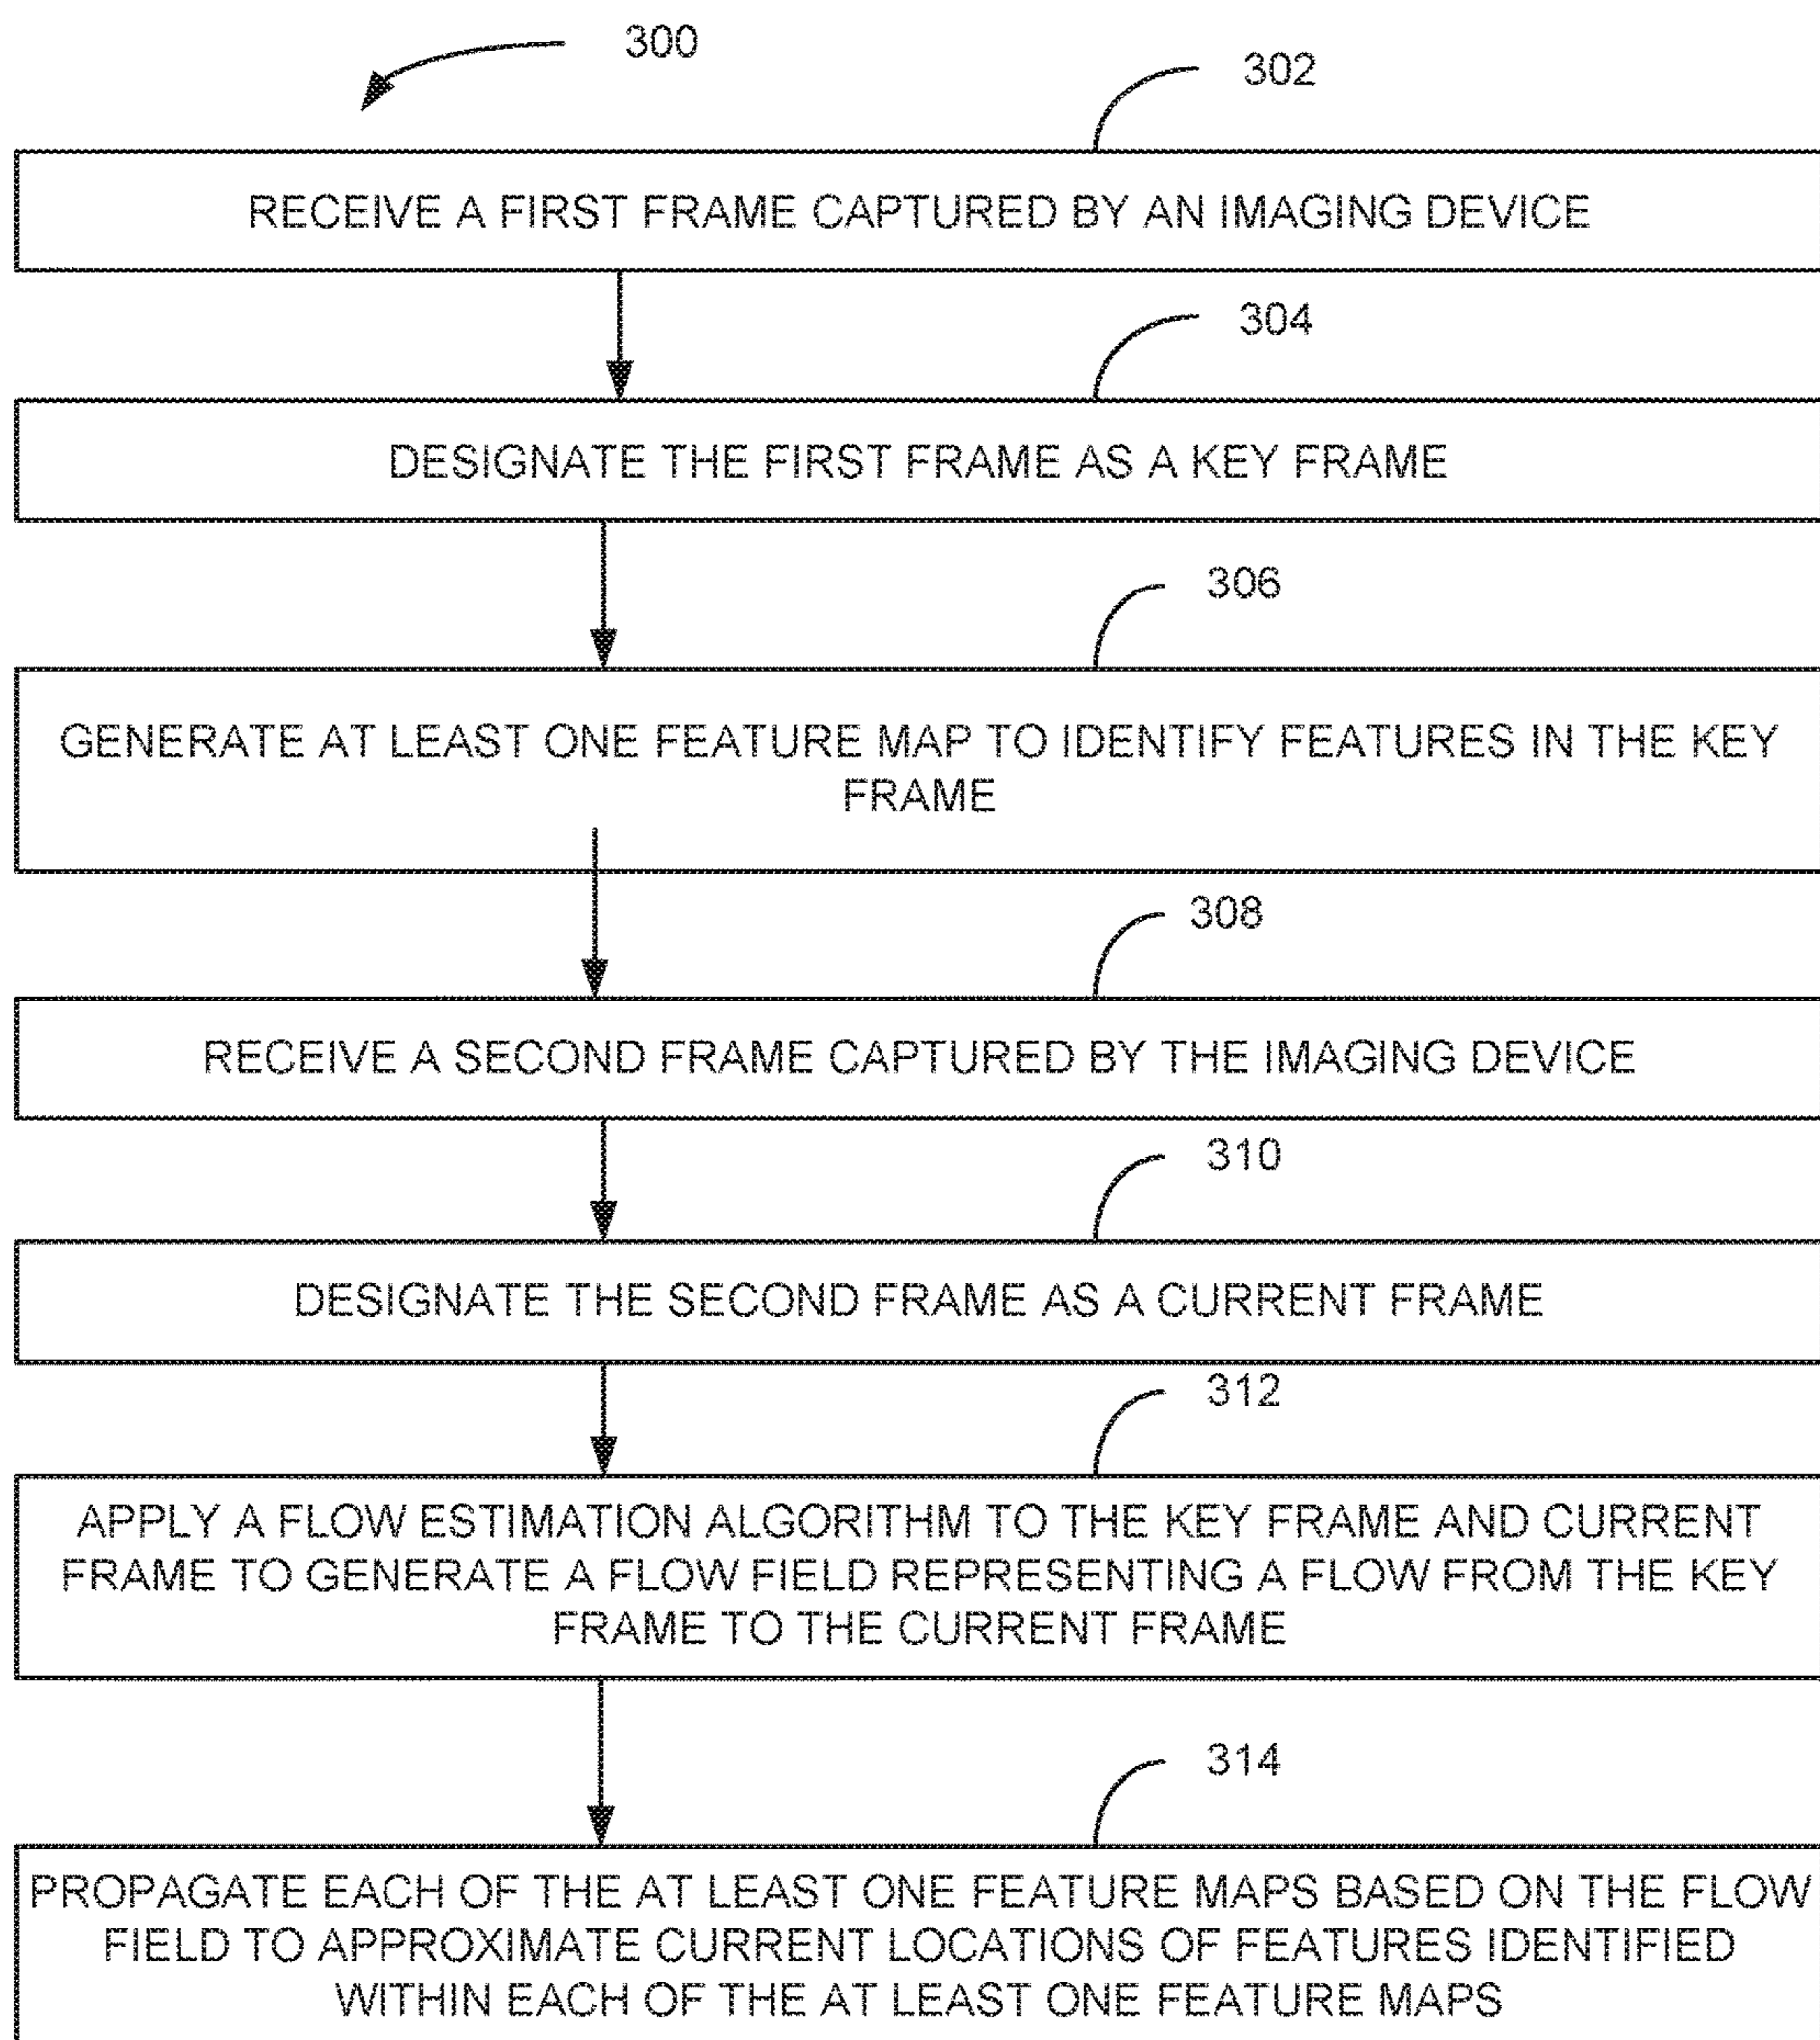 300
302
RECEIVE A FIRST FRAME CAPTURED BY AN IMAGING DEVICE
304
DESIGNATE THE FIRST FRAME AS A KEY FRAME
306
GENERATE AT LEAST ONE FEATURE MAP TO IDENTIFY FEATURES IN THE KEY
FRAME
308
RECEIVE A SECOND FRAME CAPTURED BY THE IMAGING DEVICE
310
DESIGNATE THE SECOND FRAME AS A CURRENT FRAME
312
APPLY A FLOW ESTIMATION ALGORITHM TO THE KEY FRAME AND CURRENT
FRAME TO GENERATE A FLOW FIELD REPRESENTING A FLOW FROM THE KEY
FRAME TO THE CURRENT FRAME
314
PROPAGATE EACH OF THE AT LEAST ONE FEATURE MAPS BASED ON THE FLOW
FIELD TO APPROXIMATE CURRENT LOCATIONS OF FEATURES IDENTIFIED
WITHIN EACH OF THE AT LEAST ONE FEATURE MAPS